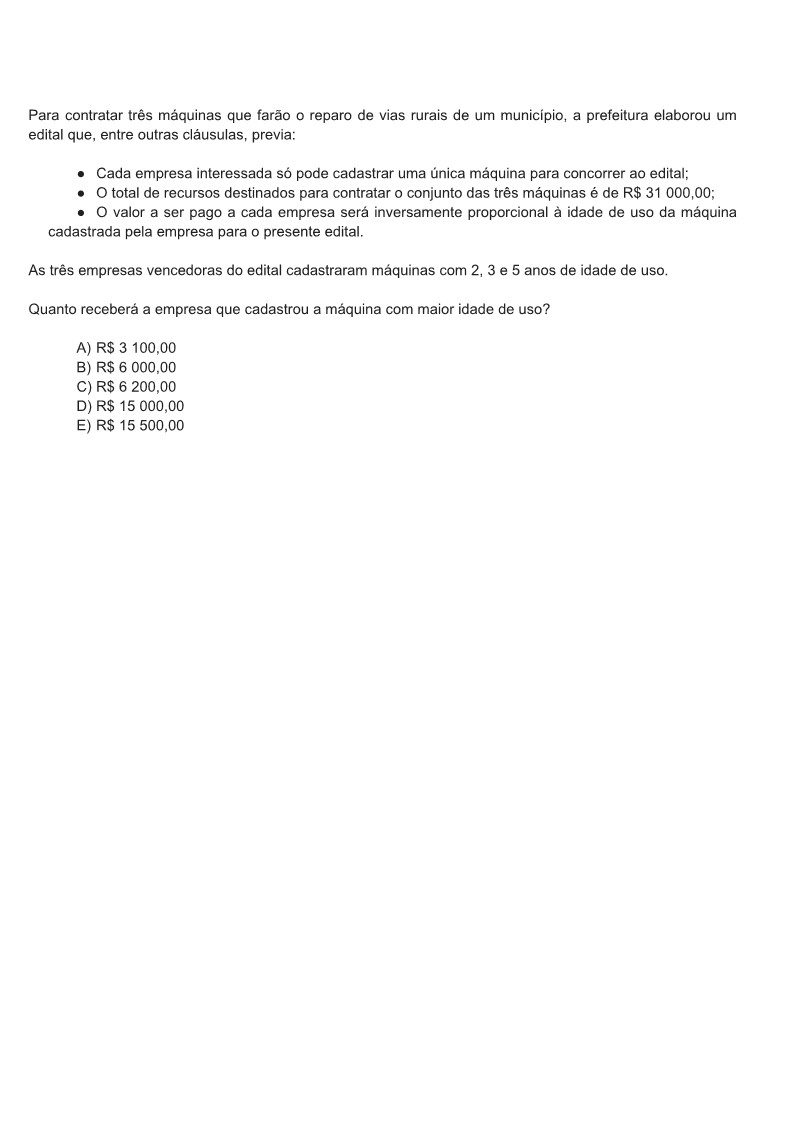 Para contratar três máquinas que farão o reparo de vias rurais de um município, a prefeitura elaborou um
edital que, entre outras cláusulas, previa:
● Cada empresa interessada só pode cadastrar uma única máquina para concorrer ao edital;
● O total de recursos destinados para contratar o conjunto das três máquinas é de R$ 31 000,00;
● O valor a ser pago a cada empresa será inversamente proporcional à idade de uso da máquina
cadastrada pela empresa para o presente edital.
As três empresas vencedoras do edital cadastraram máquinas com 2, 3 e 5 anos de idade de uso.
Quanto receberá a empresa que cadastrou a máquina com maior idade de uso?
A) R$ 3 100,00
B) R$ 6 000,00
C) R$ 6 200,00
D) R$ 15 000,00
E) R$ 15 500,00